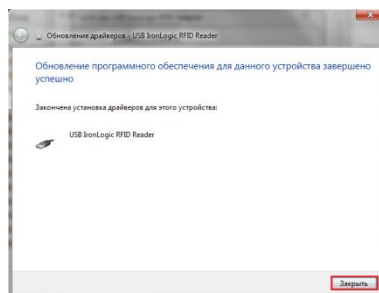 Обновление драйверов - USB IronLogic RFID Reader
Обновление программного обеспечения для данного устройства завершено
успешно
Закончена установка драйверов для этого устройства:
USB IronLogic RFID Reader
Закрыть